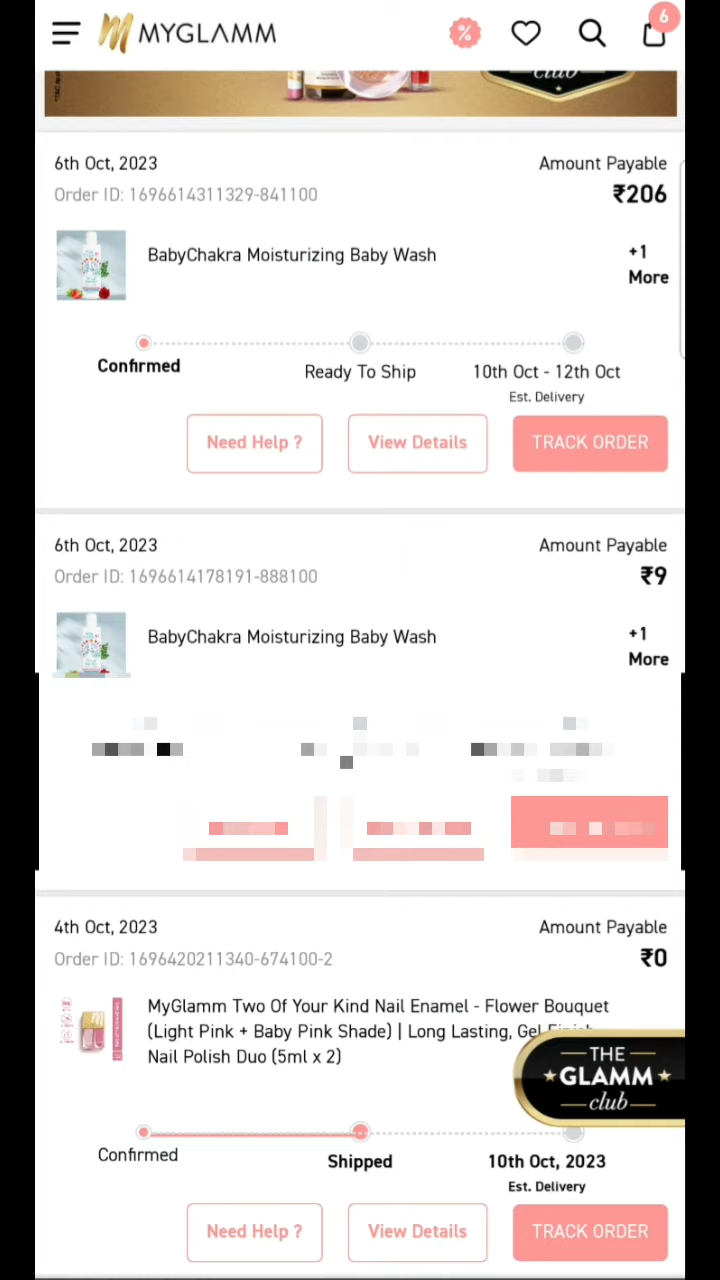 MYGLAMM
%
6
club
6th Oct, 2023
Amount Payable
Order ID: 1696614311329-841100
₹206
BabyChakra Moisturizing Baby Wash
+1
More
Confirmed
Ready To Ship
10th Oct - 12th Oct
Est. Delivery
Need Help ?
View Details
TRACK ORDER
6th Oct, 2023
Amount Payable
Order ID: 1696614178191-888100
₹9
BabyChakra Moisturizing Baby Wash
+1
More
4th Oct, 2023
Amount Payable
Order ID: 1696420211340-674100-2
₹0
MyGlamm Two Of Your Kind Nail Enamel - Flower Bouquet
(Light Pink + Baby Pink Shade) | Long Lasting, Gel Finish
Nail Polish Duo (5ml x 2)
THE
GLAMM
club
Confirmed
Shipped
10th Oct, 2023
Est. Delivery
Need Help ?
View Details
TRACK ORDER